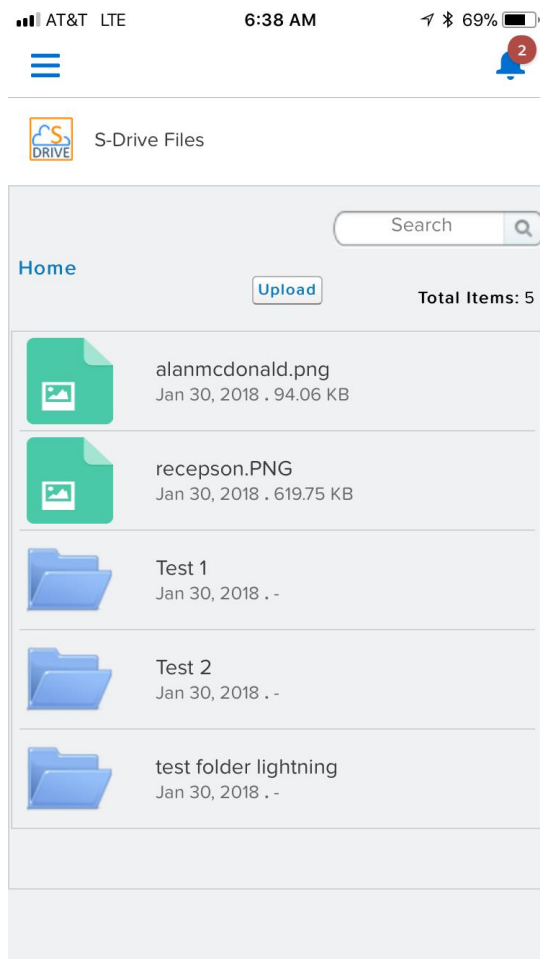 AT&T LTE 6:38 AM 69%
2
S DRIVE S-Drive Files
Search
Home
Upload
Total Items: 5
alanmcdonald.png
Jan 30, 2018 . 94.06 KB
recepson.PNG
Jan 30, 2018 . 619.75 KB
Test 1
Jan 30, 2018 . -
Test 2
Jan 30, 2018 . -
test folder lightning
Jan 30, 2018 . -